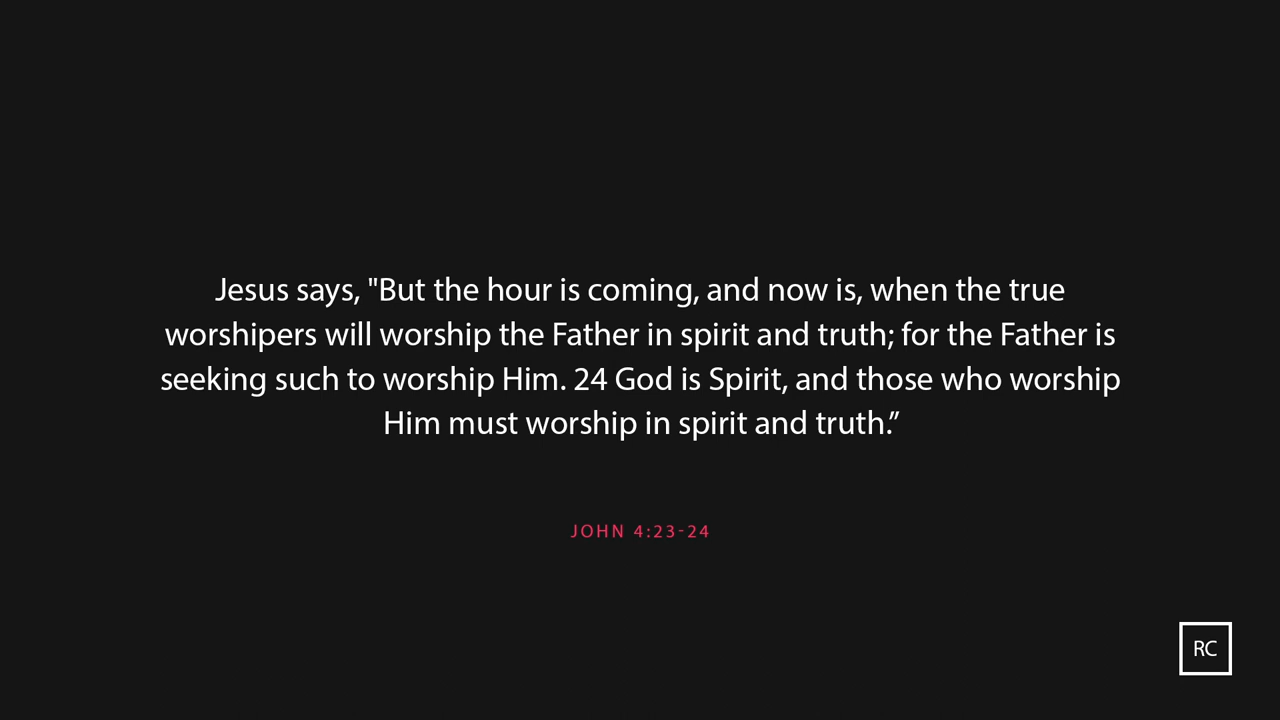 Jesus says, "But the hour is coming, and now is, when the true
worshipers will worship the Father in spirit and truth; for the Father is
seeking such to worship Him. 24 God is Spirit, and those who worship
Him must worship in spirit and truth.”
JOHN 4:23-24
RC